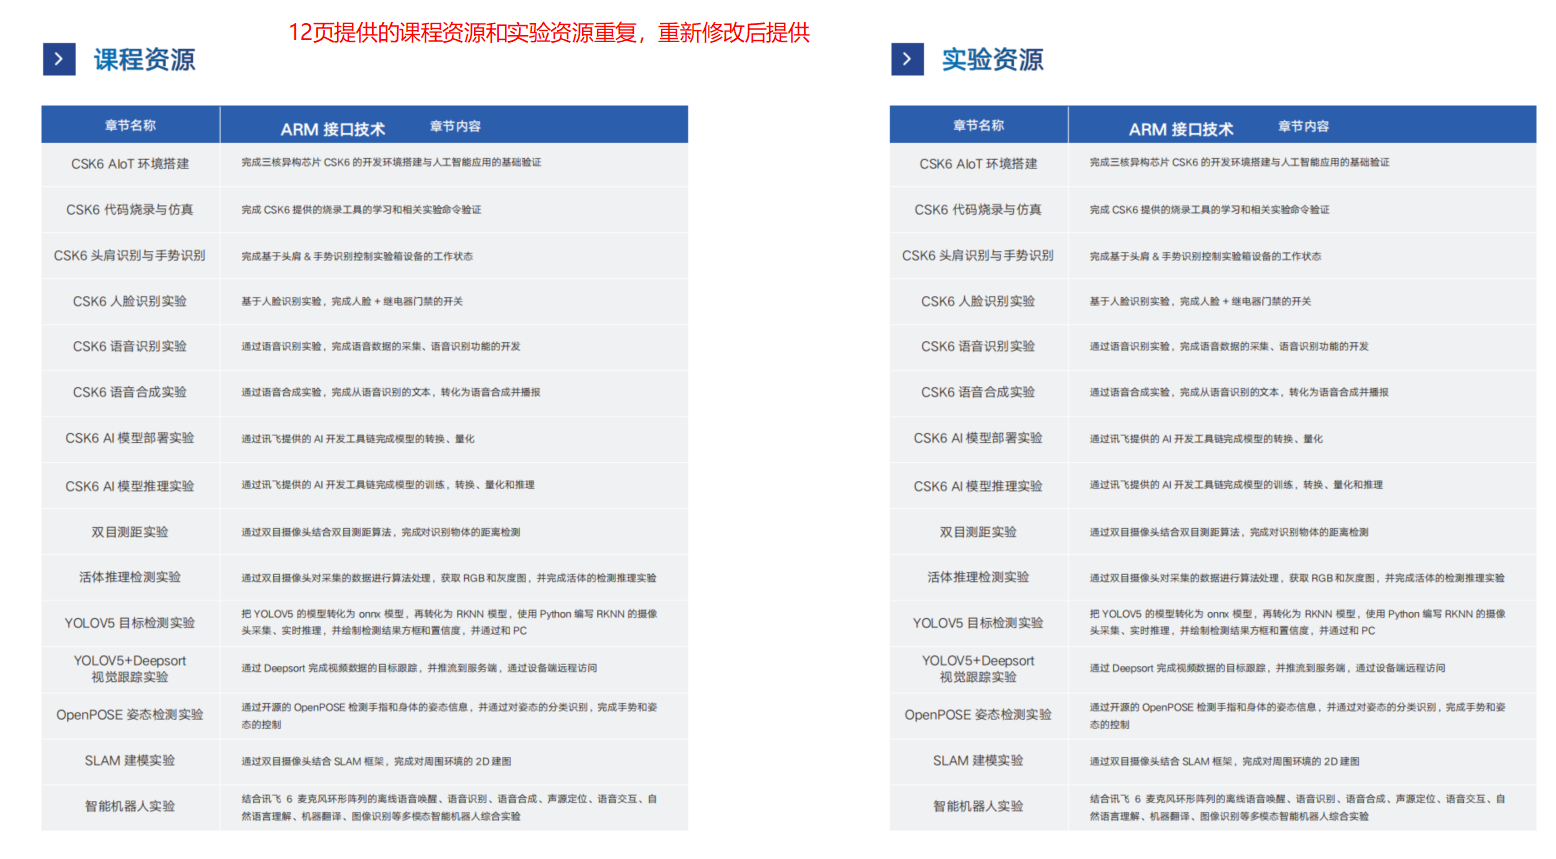 12页提供的课程资源和实验资源重复，重新修改后提供
课程资源
章节名称 ARM 接口技术 章节内容
CSK6 AIoT 环境搭建 完成三核异构芯片 CSK6 的开发环境搭建与人工智能应用的基础验证
CSK6 代码烧录与仿真 完成 CSK6 提供的烧录工具的学习和相关实验命令验证
CSK6 头肩识别与手势识别 完成基于头肩 & 手势识别控制实验箱设备的工作状态
CSK6 人脸识别实验 基于人脸识别实验，完成人脸 + 继电器门禁的开关
CSK6 语音识别实验 通过语音识别实验，完成语音数据的采集、语音识别功能的开发
CSK6 语音合成实验 通过语音合成实验，完成从语音识别的文本，转化为语音合成并播报
CSK6 AI 模型部署实验 通过讯飞提供的 AI 开发工具链完成模型的转换、量化
CSK6 AI 模型推理实验 通过讯飞提供的 AI 开发工具链完成模型的训练，转换、量化和推理
双目测距实验 通过双目摄像头结合双目测距算法，完成对识别物体的距离检测
活体推理检测实验 通过双目摄像头对采集的数据进行算法处理，获取 RGB 和灰度图，并完成活体的检测推理实验
YOLOV5 目标检测实验 把 YOLOV5 的模型转化为 onnx 模型，再转化为 RKNN 模型，使用 Python 编写 RKNN 的摄像
头采集、实时推理，并绘制检测结果方框和置信度，并通过和 PC
YOLOV5+Deepsort
视觉跟踪实验 通过 Deepsort 完成视频数据的目标跟踪，并推流到服务端，通过设备端远程访问
OpenPOSE 姿态检测实验 通过开源的 OpenPOSE 检测手指和身体的姿态信息，并通过对姿态的分类识别，完成手势和姿
态的控制
SLAM 建模实验 通过双目摄像头结合 SLAM 框架，完成对周围环境的 2D 建图
智能机器人实验 结合讯飞 6 麦克风环形阵列的离线语音唤醒、语音识别、语音合成、声源定位、语音交互、自
然语言理解、机器翻译、图像识别等多模态智能机器人综合实验
实验资源
章节名称 ARM 接口技术 章节内容
CSK6 AIoT 环境搭建 完成三核异构芯片 CSK6 的开发环境搭建与人工智能应用的基础验证
CSK6 代码烧录与仿真 完成 CSK6 提供的烧录工具的学习和相关实验命令验证
CSK6 头肩识别与手势识别 完成基于头肩 & 手势识别控制实验箱设备的工作状态
CSK6 人脸识别实验 基于人脸识别实验，完成人脸 + 继电器门禁的开关
CSK6 语音识别实验 通过语音识别实验，完成语音数据的采集、语音识别功能的开发
CSK6 语音合成实验 通过语音合成实验，完成从语音识别的文本，转化为语音合成并播报
CSK6 AI 模型部署实验 通过讯飞提供的 AI 开发工具链完成模型的转换、量化
CSK6 AI 模型推理实验 通过讯飞提供的 AI 开发工具链完成模型的训练，转换、量化和推理
双目测距实验 通过双目摄像头结合双目测距算法，完成对识别物体的距离检测
活体推理检测实验 通过双目摄像头对采集的数据进行算法处理，获取 RGB 和灰度图，并完成活体的检测推理实验
YOLOV5 目标检测实验 把 YOLOV5 的模型转化为 onnx 模型，再转化为 RKNN 模型，使用 Python 编写 RKNN 的摄像
头采集、实时推理，并绘制检测结果方框和置信度，并通过和 PC
YOLOV5+Deepsort
视觉跟踪实验 通过 Deepsort 完成视频数据的目标跟踪，并推流到服务端，通过设备端远程访问
OpenPOSE 姿态检测实验 通过开源的 OpenPOSE 检测手指和身体的姿态信息，并通过对姿态的分类识别，完成手势和姿
态的控制
SLAM 建模实验 通过双目摄像头结合 SLAM 框架，完成对周围环境的 2D 建图
智能机器人实验 结合讯飞 6 麦克风环形阵列的离线语音唤醒、语音识别、语音合成、声源定位、语音交互、自
然语言理解、机器翻译、图像识别等多模态智能机器人综合实验